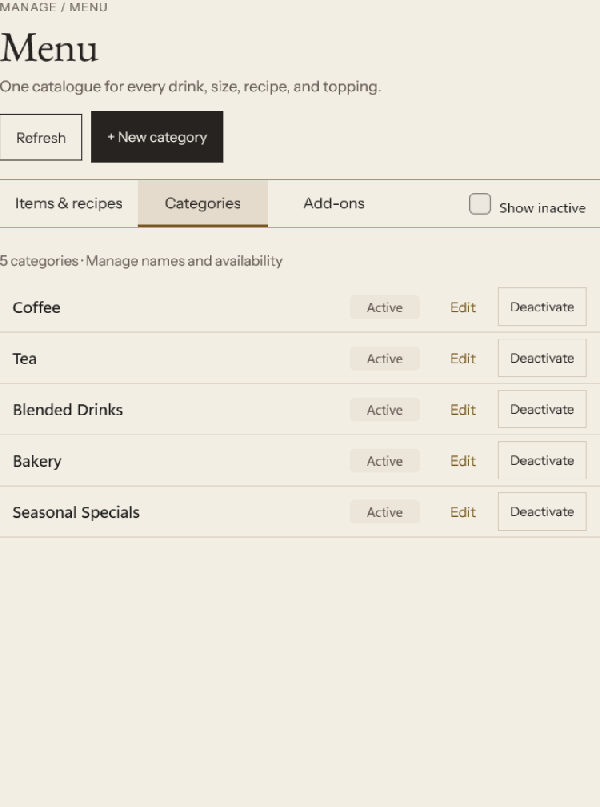 MANAGE / MENU
Menu
One catalogue for every drink, size, recipe, and topping.
Refresh + New category
Items & recipes Categories Add-ons Show inactive
5 categories · Manage names and availability
Coffee Active Edit Deactivate
Tea Active Edit Deactivate
Blended Drinks Active Edit Deactivate
Bakery Active Edit Deactivate
Seasonal Specials Active Edit Deactivate